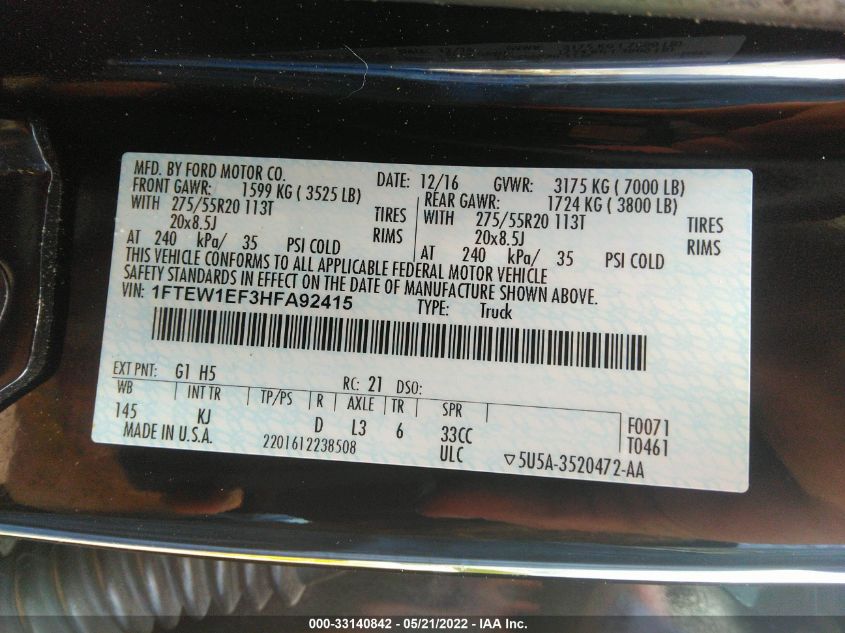 MFD. BY FORD MOTOR CO. DATE: 12/16 GVWR: 3175 KG ( 7000 LB)
FRONT GAWR: 1599 KG ( 3525 LB) REAR GAWR: 1724 KG ( 3800 LB)
WITH 275/55R20 113T TIRES WITH 275/55R20 113T TIRES
20x8.5J RIMS 20x8.5J RIMS
AT 240 kPa/ 35 PSI COLD AT 240 kPa/ 35 PSI COLD
THIS VEHICLE CONFORMS TO ALL APPLICABLE FEDERAL MOTOR VEHICLE
SAFETY STANDARDS IN EFFECT ON THE DATE OF MANUFACTURE SHOWN ABOVE.
VIN: 1FTEW1EF3HFA92415 TYPE: Truck
EXT PNT: G1 H5 RC: 21 DSO:
WB INT TR TP/PS R AXLE TR SPR
145 KJ D L3 6 33CC F0071
MADE IN U.S.A. 2201612238508 ULC T0461
▽5U5A-3520472-AA
000-33140842 — 05/21/2022 — IAA Inc.